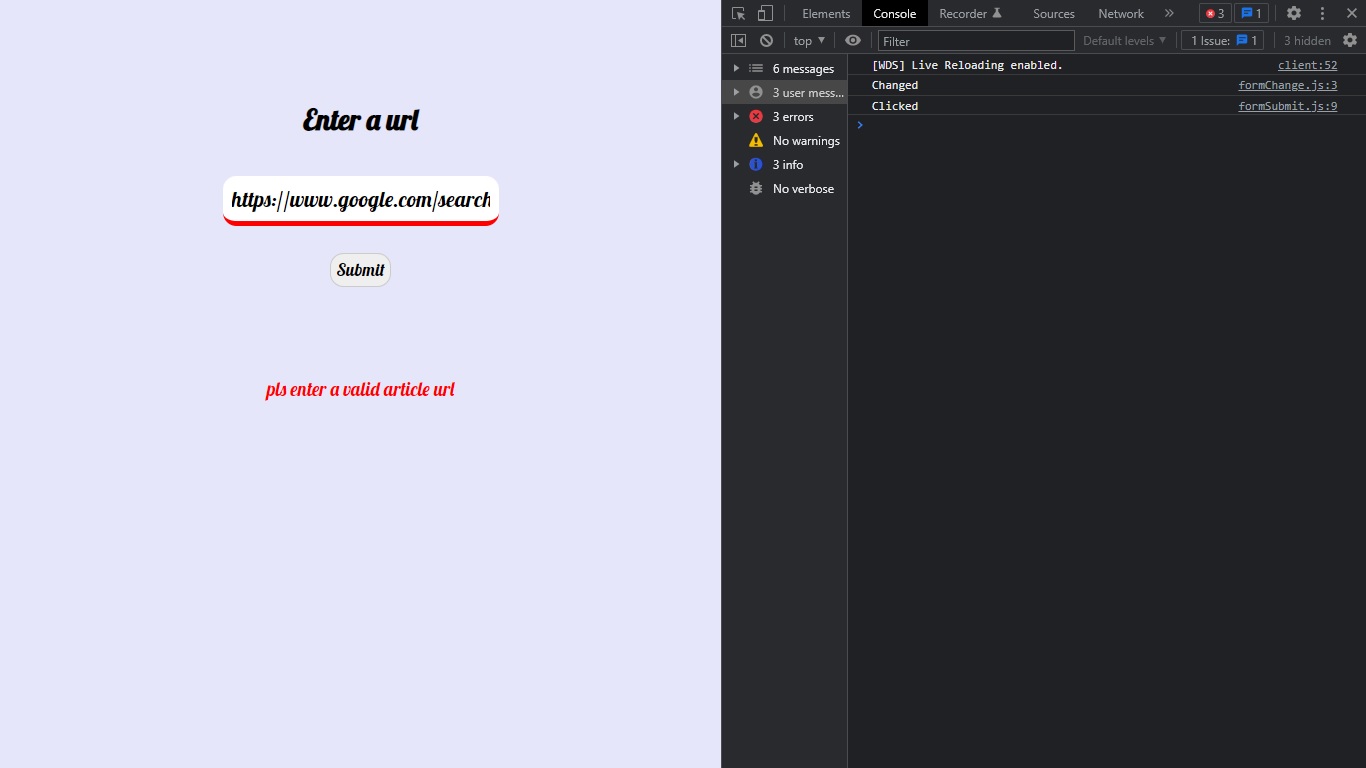 Enter a url
https://www.google.com/search
Submit
pls enter a valid article url
Elements Console Recorder Sources Network » 3 1
top Filter Default levels 1 Issue: 1 3 hidden
6 messages
3 user mess...
3 errors
No warnings
3 info
No verbose
[WDS] Live Reloading enabled. client:52
Changed formChange.js:3
Clicked formSubmit.js:9